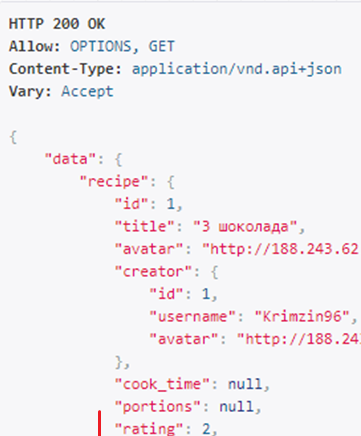 HTTP 200 OK
Allow: OPTIONS, GET
Content-Type: application/vnd.api+json
Vary: Accept
{
"data": {
"recipe": {
"id": 1,
"title": "3 шоколада",
"avatar": "http://188.243.62
"creator": {
"id": 1,
"username": "Krimzin96",
"avatar": "http://188.24
},
"cook_time": null,
"portions": null,
"rating": 2,